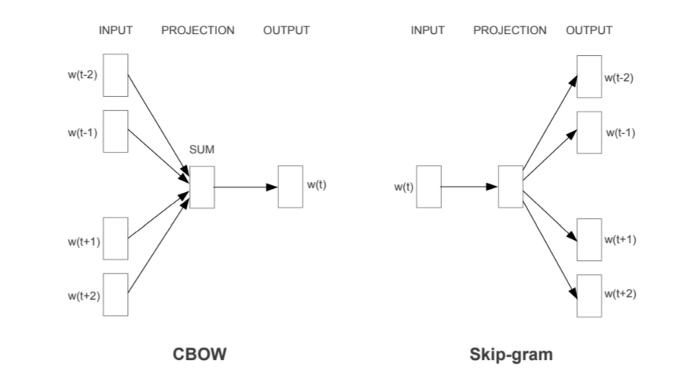 INPUT PROJECTION OUTPUT
w(t-2)
w(t-1)
SUM
w(t)
w(t+1)
w(t+2)
CBOW
INPUT PROJECTION OUTPUT
w(t-2)
w(t-1)
w(t)
w(t+1)
w(t+2)
Skip-gram